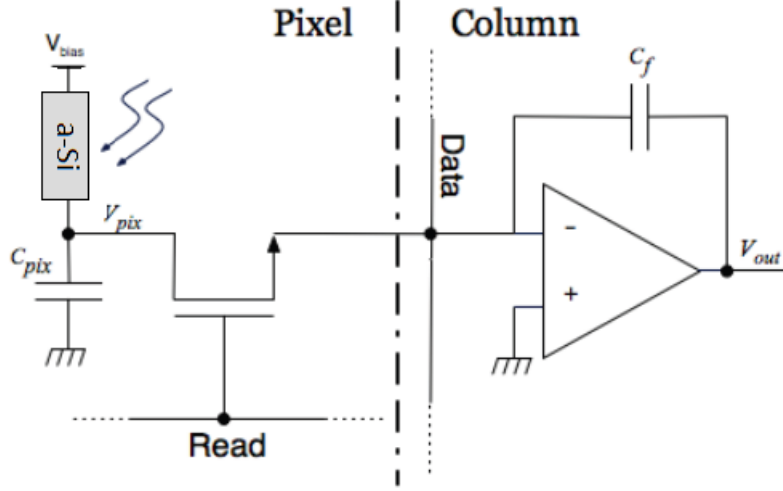 Pixel
Column
V_bias
C_f
a-Si
Data
V_pix
C_pix
-
+
V_out
Read